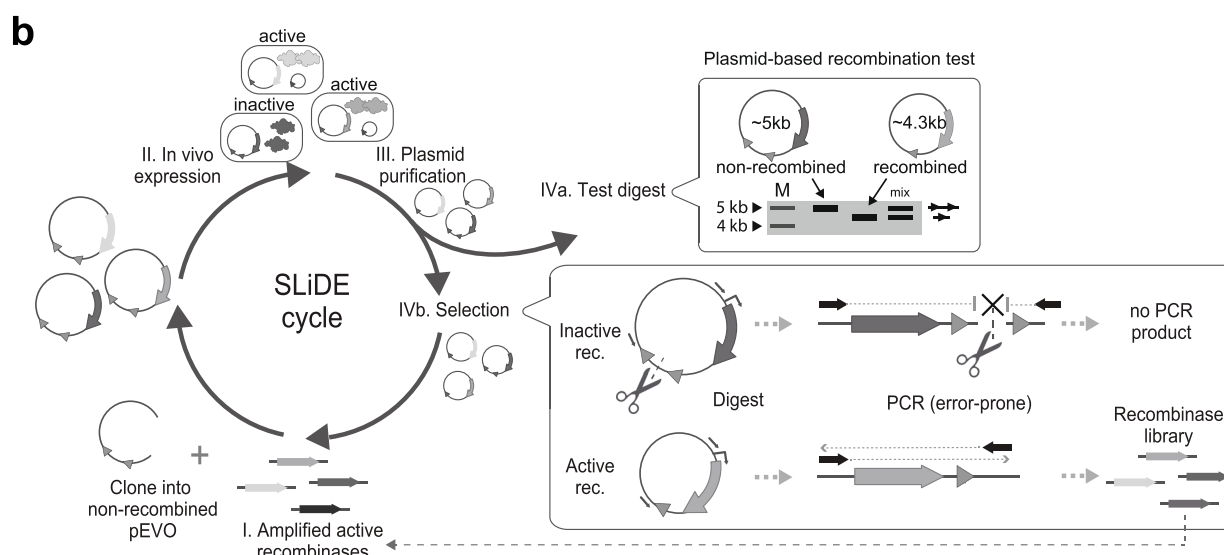 b
active
active
inactive
II. In vivo
expression
III. Plasmid
purification
SLiDE
cycle
IVa. Test digest
IVb. Selection
Plasmid-based recombination test
~5kb
~4.3kb
non-recombined
recombined
M
mix
5 kb
4 kb
Inactive
rec.
Digest
PCR (error-prone)
no PCR
product
Active
rec.
Recombinase
library
+
Clone into
non-recombined
pEVO
I. Amplified active
recombinases